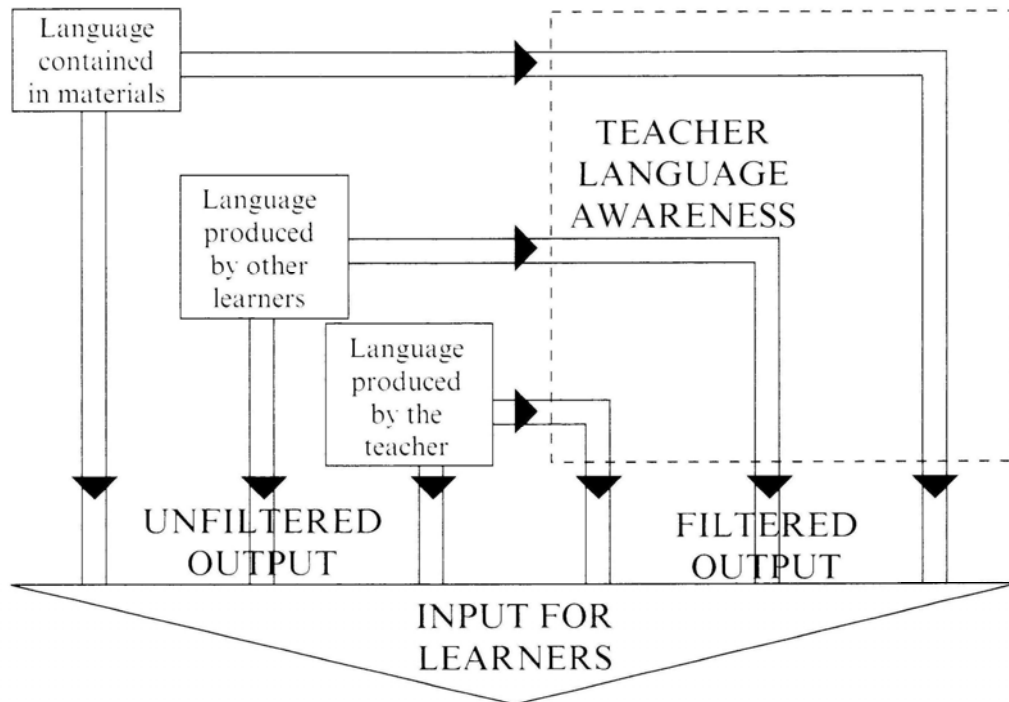 Language
contained
in materials
TEACHER
LANGUAGE
AWARENESS
Language
produced
by other
learners
Language
produced
by the
teacher
UNFILTERED
OUTPUT
FILTERED
OUTPUT
INPUT FOR
LEARNERS